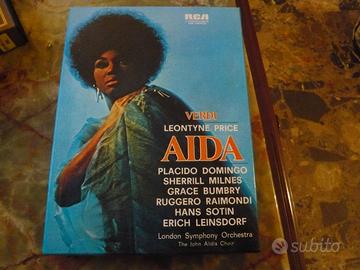 RCA
VERDI
LEONTYNE PRICE
AIDA
PLACIDO DOMINGO
SHERRILL MILNES
GRACE BUMBRY
RUGGERO RAIMONDI
HANS SOTIN
ERICH LEINSDORF
London Symphony Orchestra
The John Alldis Choir
subito